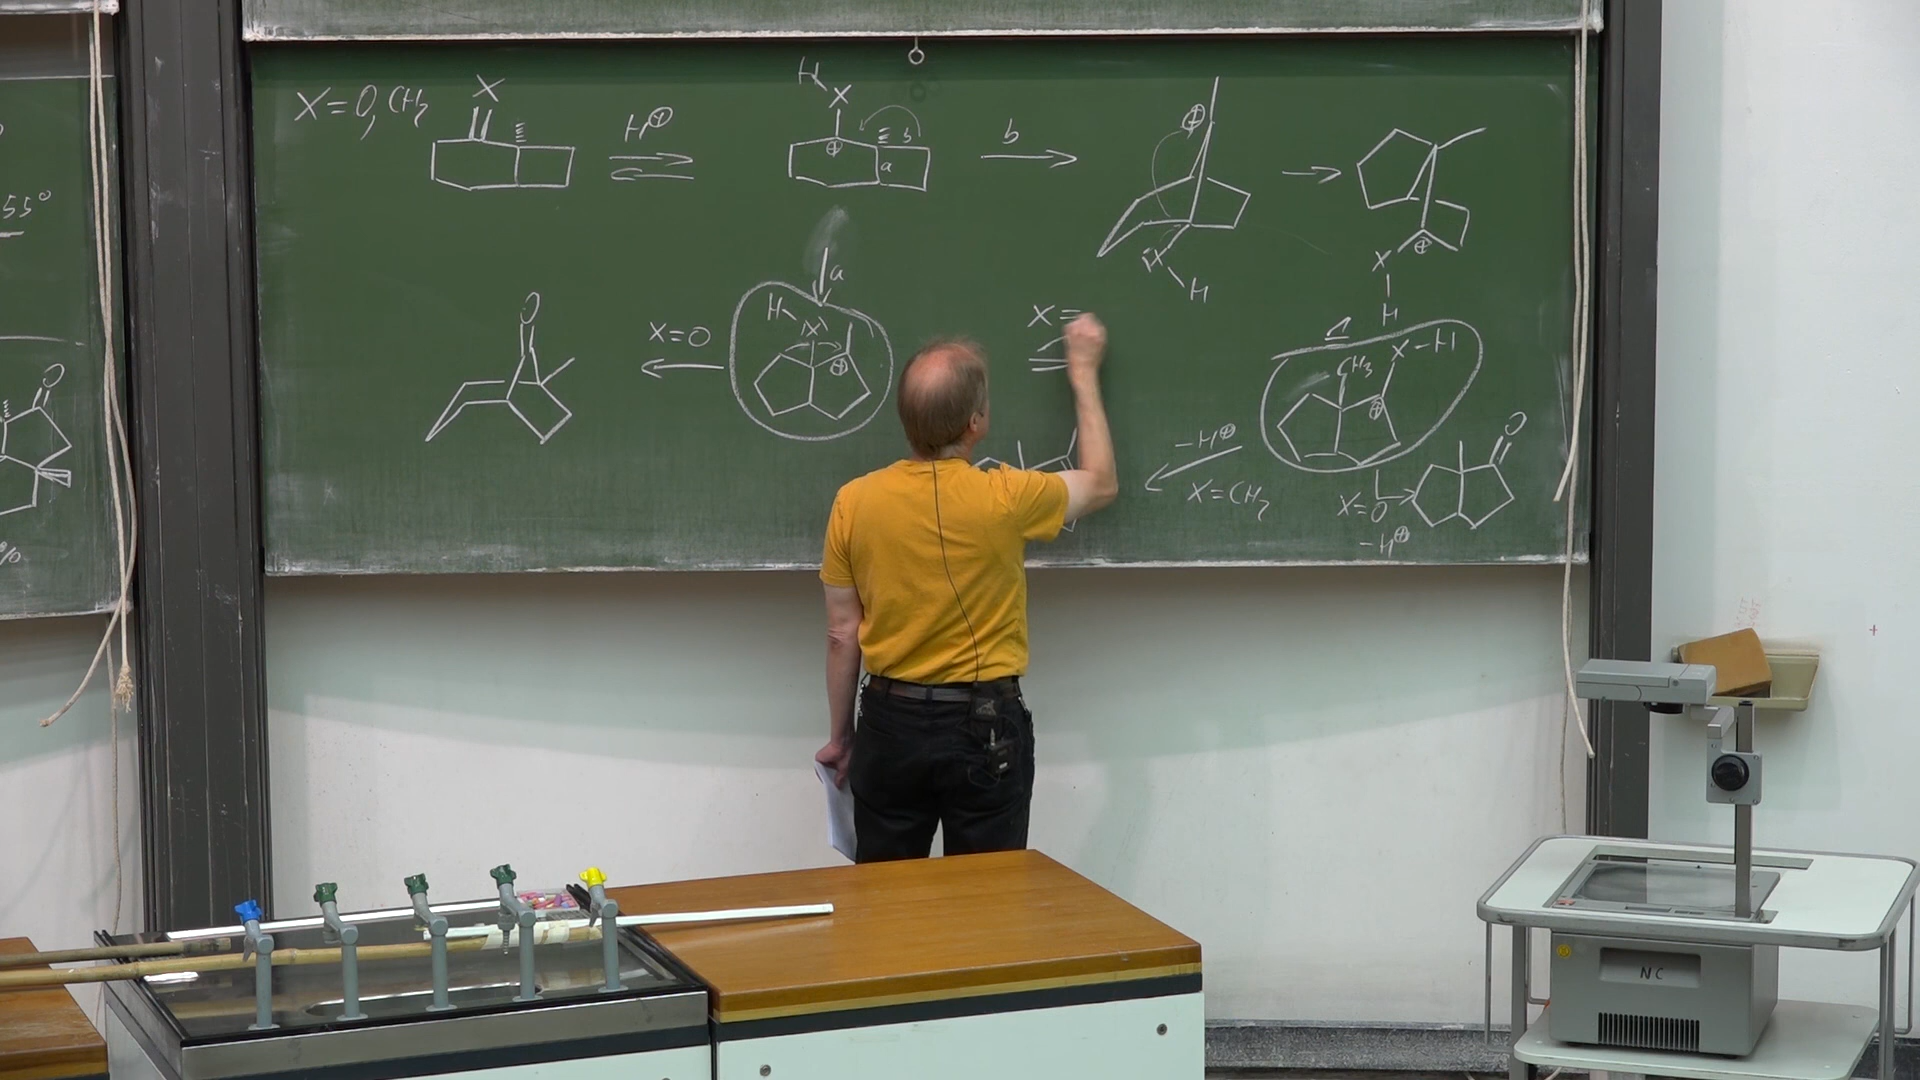 X=O, CH₂
X
H⊕
H
X
⊕
b
a
b
⊕
X
H
⊕
X
H
55°
O
O
X=O
a
H
X
⊕
X=
CH₃
X-H
⊕
-H⊕
X=CH₂
X=O
-H⊕
O
%
NC